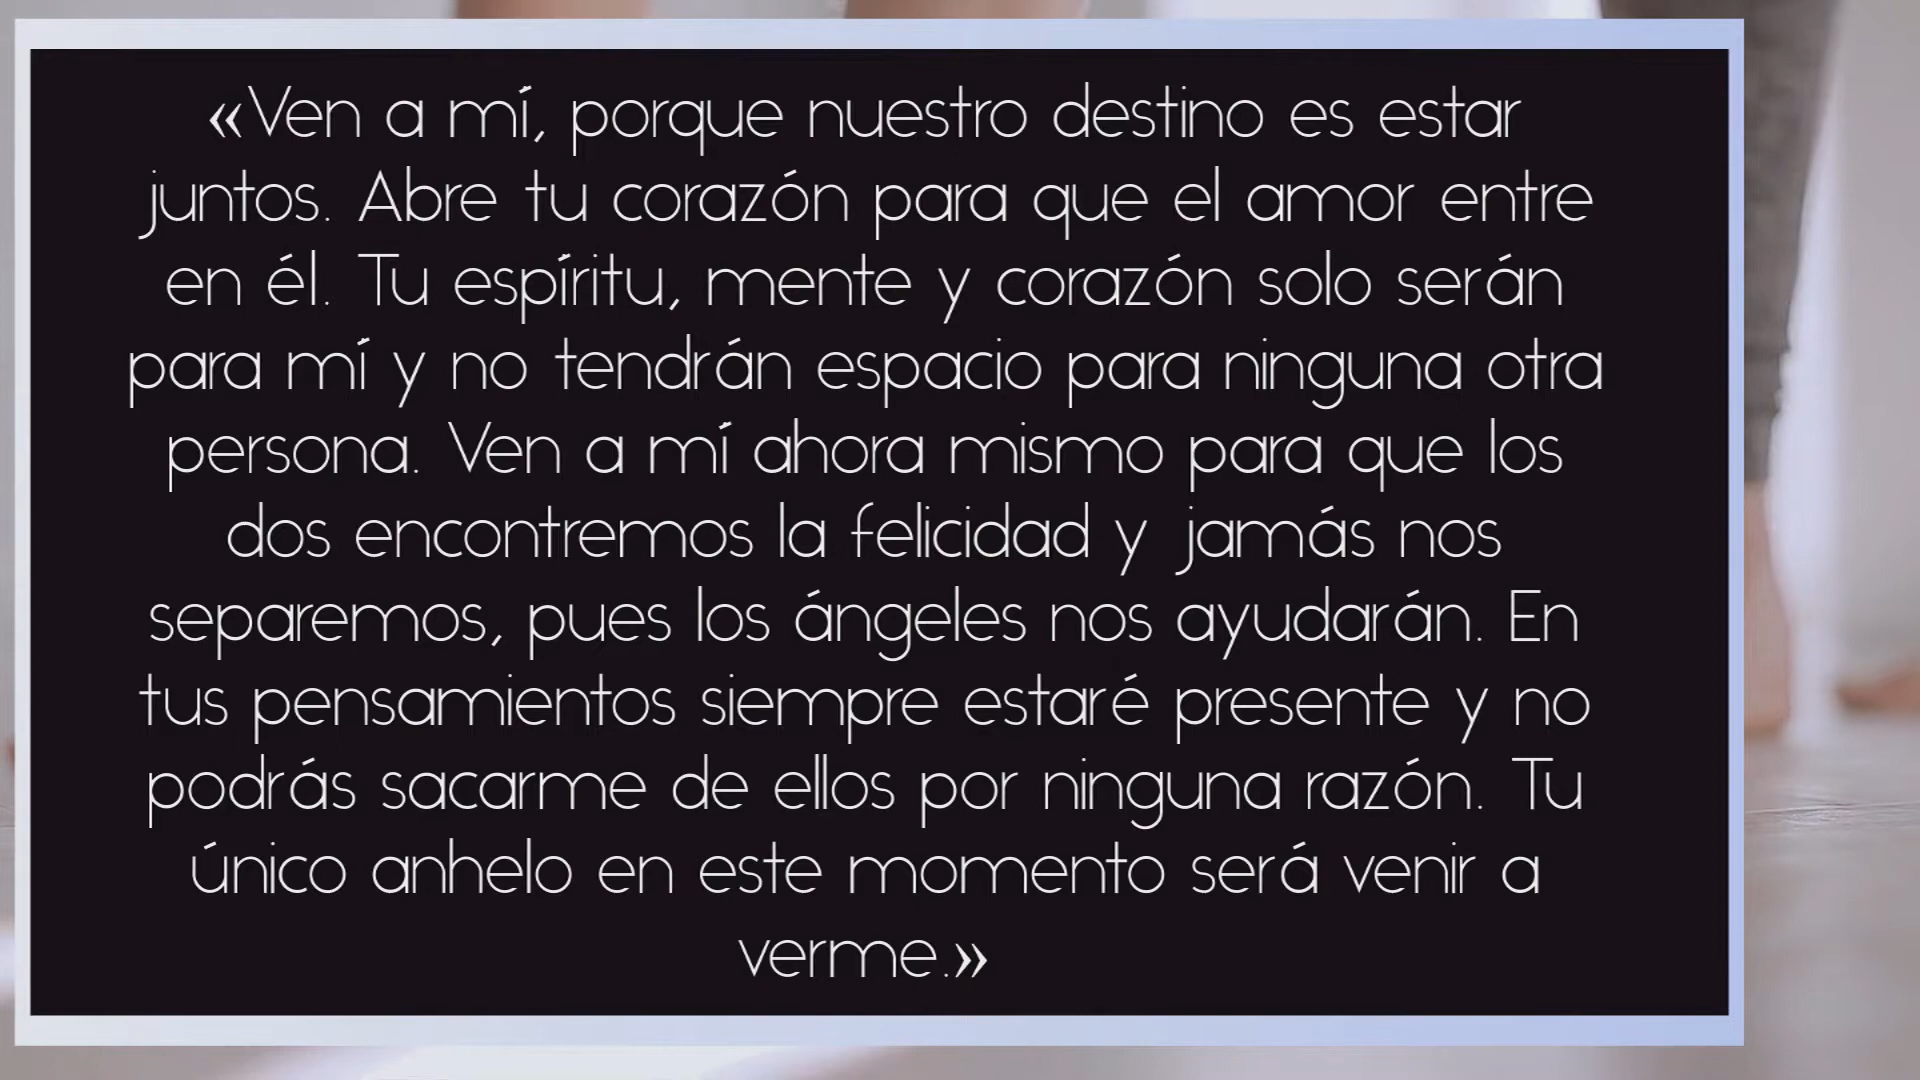 «Ven a mí, porque nuestro destino es estar
juntos. Abre tu corazón para que el amor entre
en él. Tu espíritu, mente y corazón solo serán
para mí y no tendrán espacio para ninguna otra
persona. Ven a mí ahora mismo para que los
dos encontremos la felicidad y jamás nos
separemos, pues los ángeles nos ayudarán. En
tus pensamientos siempre estaré presente y no
podrás sacarme de ellos por ninguna razón. Tu
único anhelo en este momento será venir a
verme.»